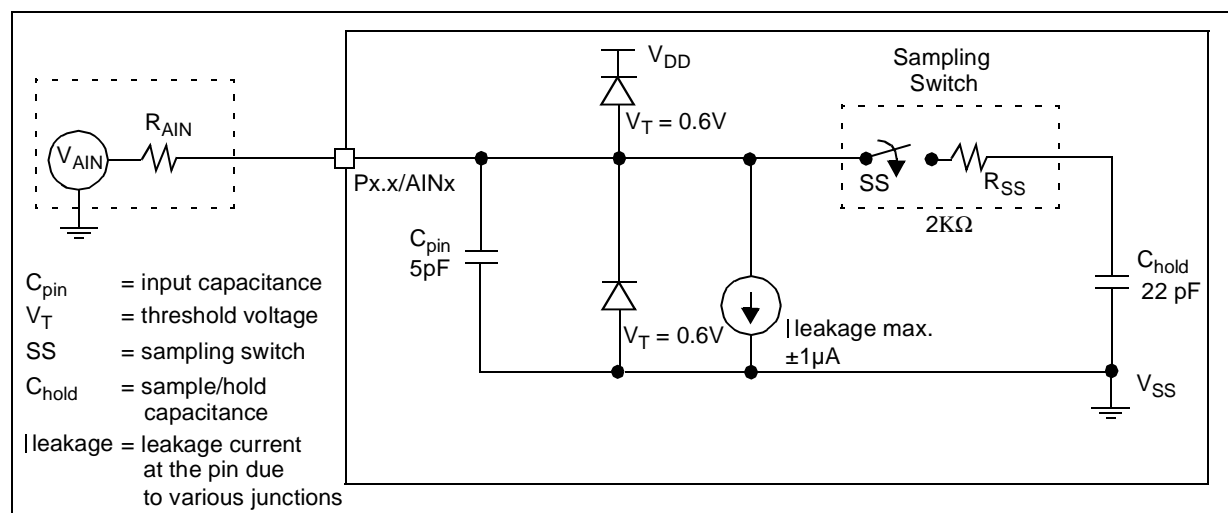 V_DD
Sampling
Switch
R_AIN
V_AIN
V_T = 0.6V
Px.x/AINx
SS
R_SS
2KΩ
C_pin
5pF
C_hold
22 pF
V_T = 0.6V
I leakage max.
±1µA
V_SS
C_pin = input capacitance
V_T = threshold voltage
SS = sampling switch
C_hold = sample/hold
capacitance
I leakage = leakage current
at the pin due
to various junctions